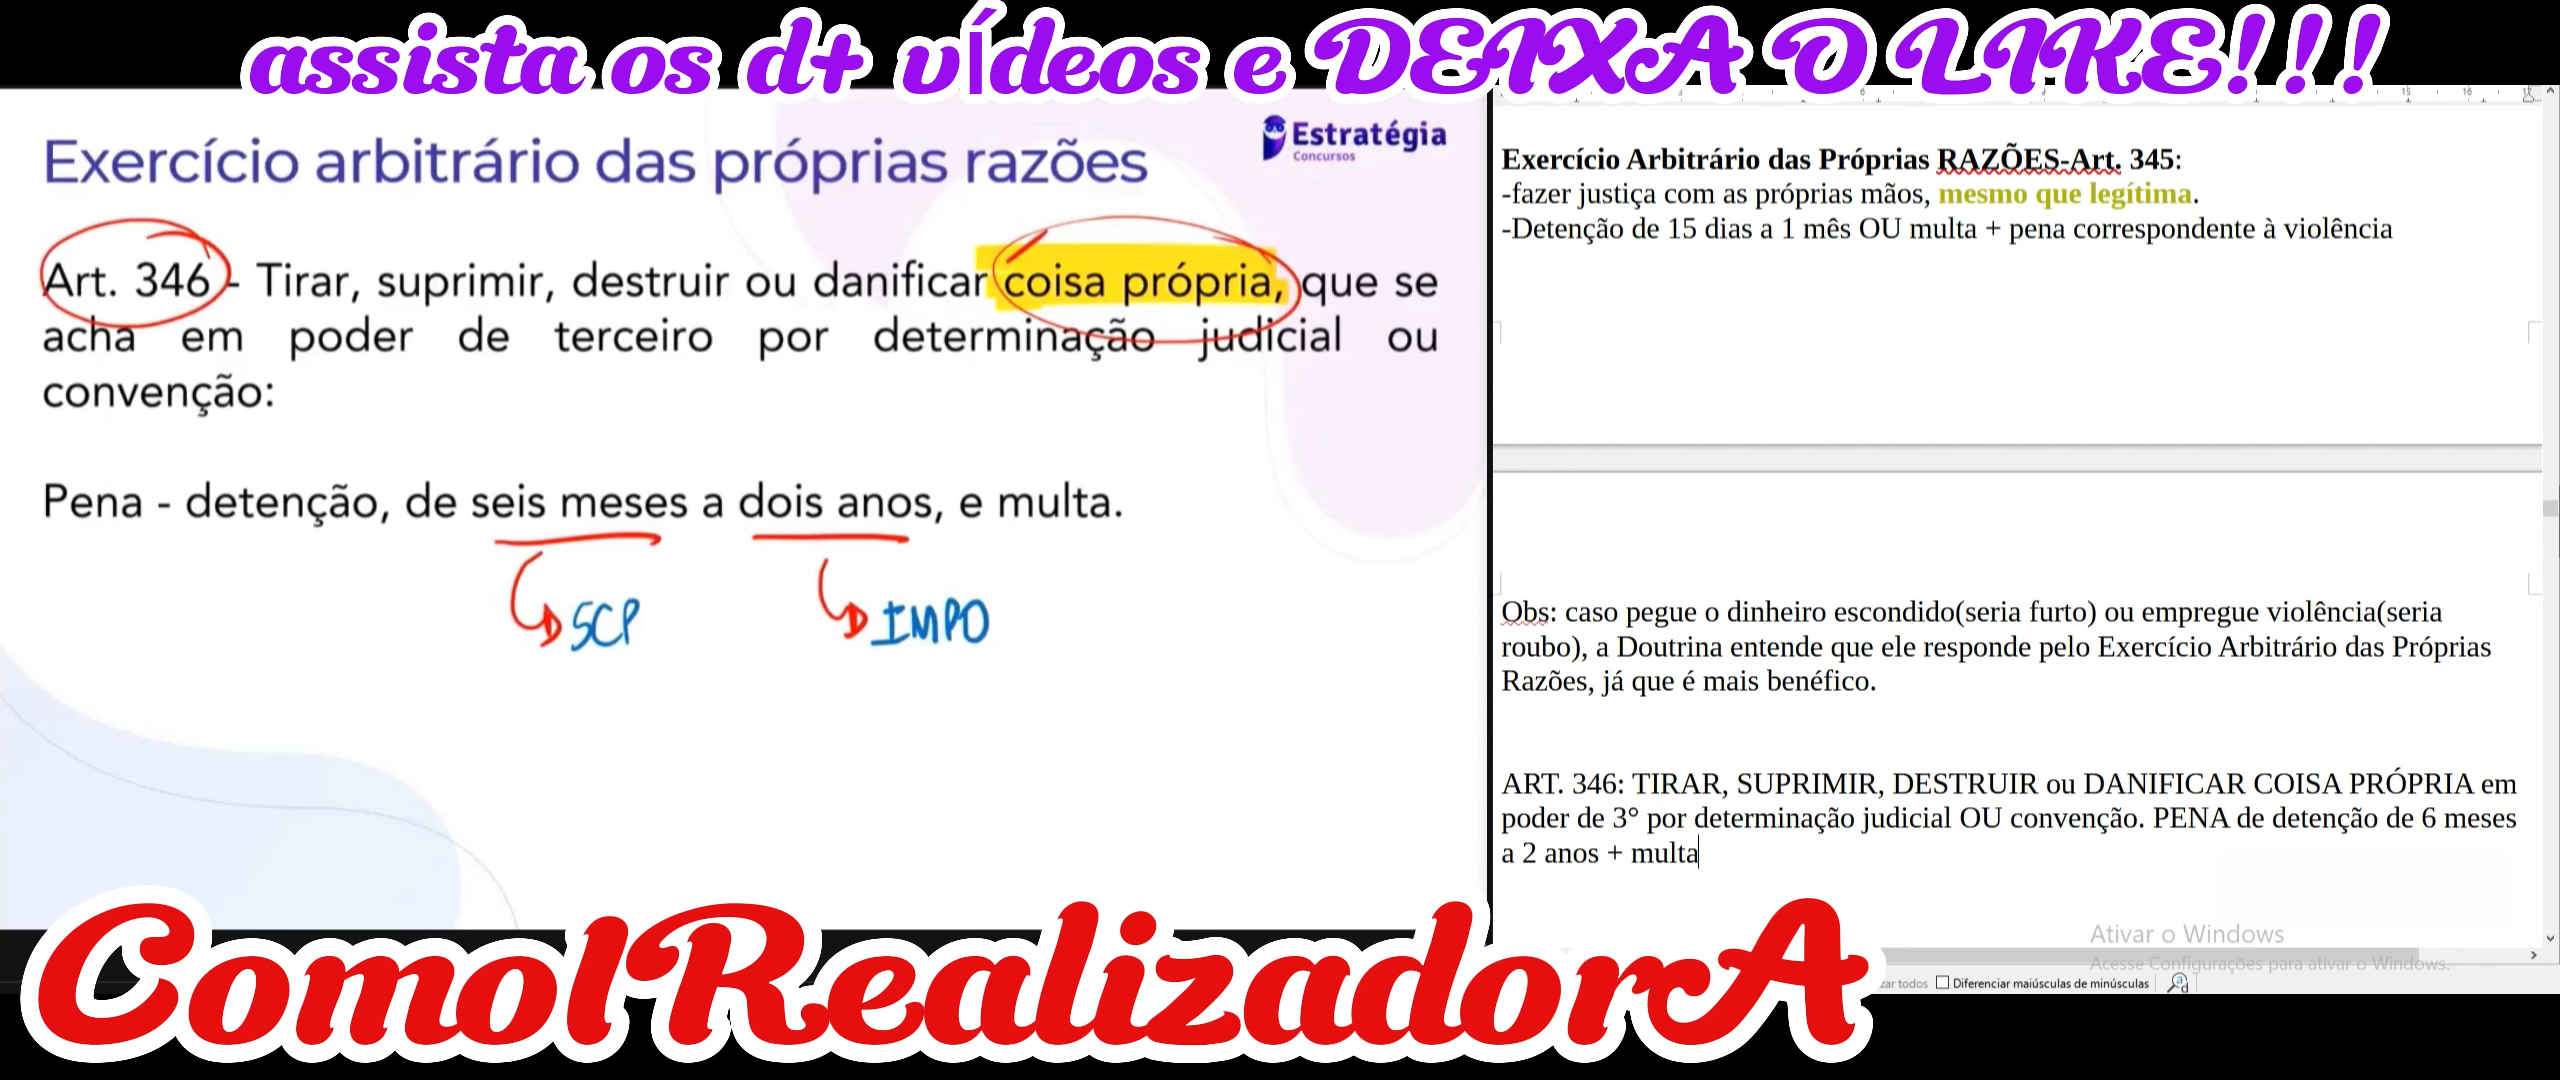 assista os d+ vÍdeos e DEIXA O LIKE!!!
Exercício arbitrário das próprias razões
Estratégia
Concursos
Art. 346 - Tirar, suprimir, destruir ou danificar coisa própria, que se
acha em poder de terceiro por determinação judicial ou
convenção:
Pena - detenção, de seis meses a dois anos, e multa.
SCP
IMPO
15 16
Exercício Arbitrário das Próprias RAZÕES-Art. 345:
-fazer justiça com as próprias mãos, mesmo que legítima.
-Detenção de 15 dias a 1 mês OU multa + pena correspondente à violência
Obs: caso pegue o dinheiro escondido(seria furto) ou empregue violência(seria
roubo), a Doutrina entende que ele responde pelo Exercício Arbitrário das Próprias
Razões, já que é mais benéfico.
ART. 346: TIRAR, SUPRIMIR, DESTRUIR ou DANIFICAR COISA PRÓPRIA em
poder de 3° por determinação judicial OU convenção. PENA de detenção de 6 meses
a 2 anos + multa
Ativar o Windows
Acesse Configurações para ativar o Windows.
todos Diferenciar maiúsculas de minúsculas
ComoIRealizadorA